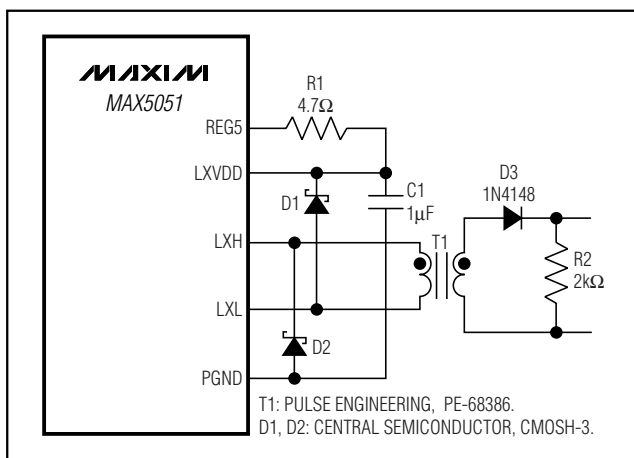 MAXIM
MAX5051
R1
4.7Ω
REG5
LXVDD
D1
C1
1µF
D3
1N4148
LXH
T1
R2
2kΩ
LXL
D2
PGND
T1: PULSE ENGINEERING, PE-68386.
D1, D2: CENTRAL SEMICONDUCTOR, CMOSH-3.